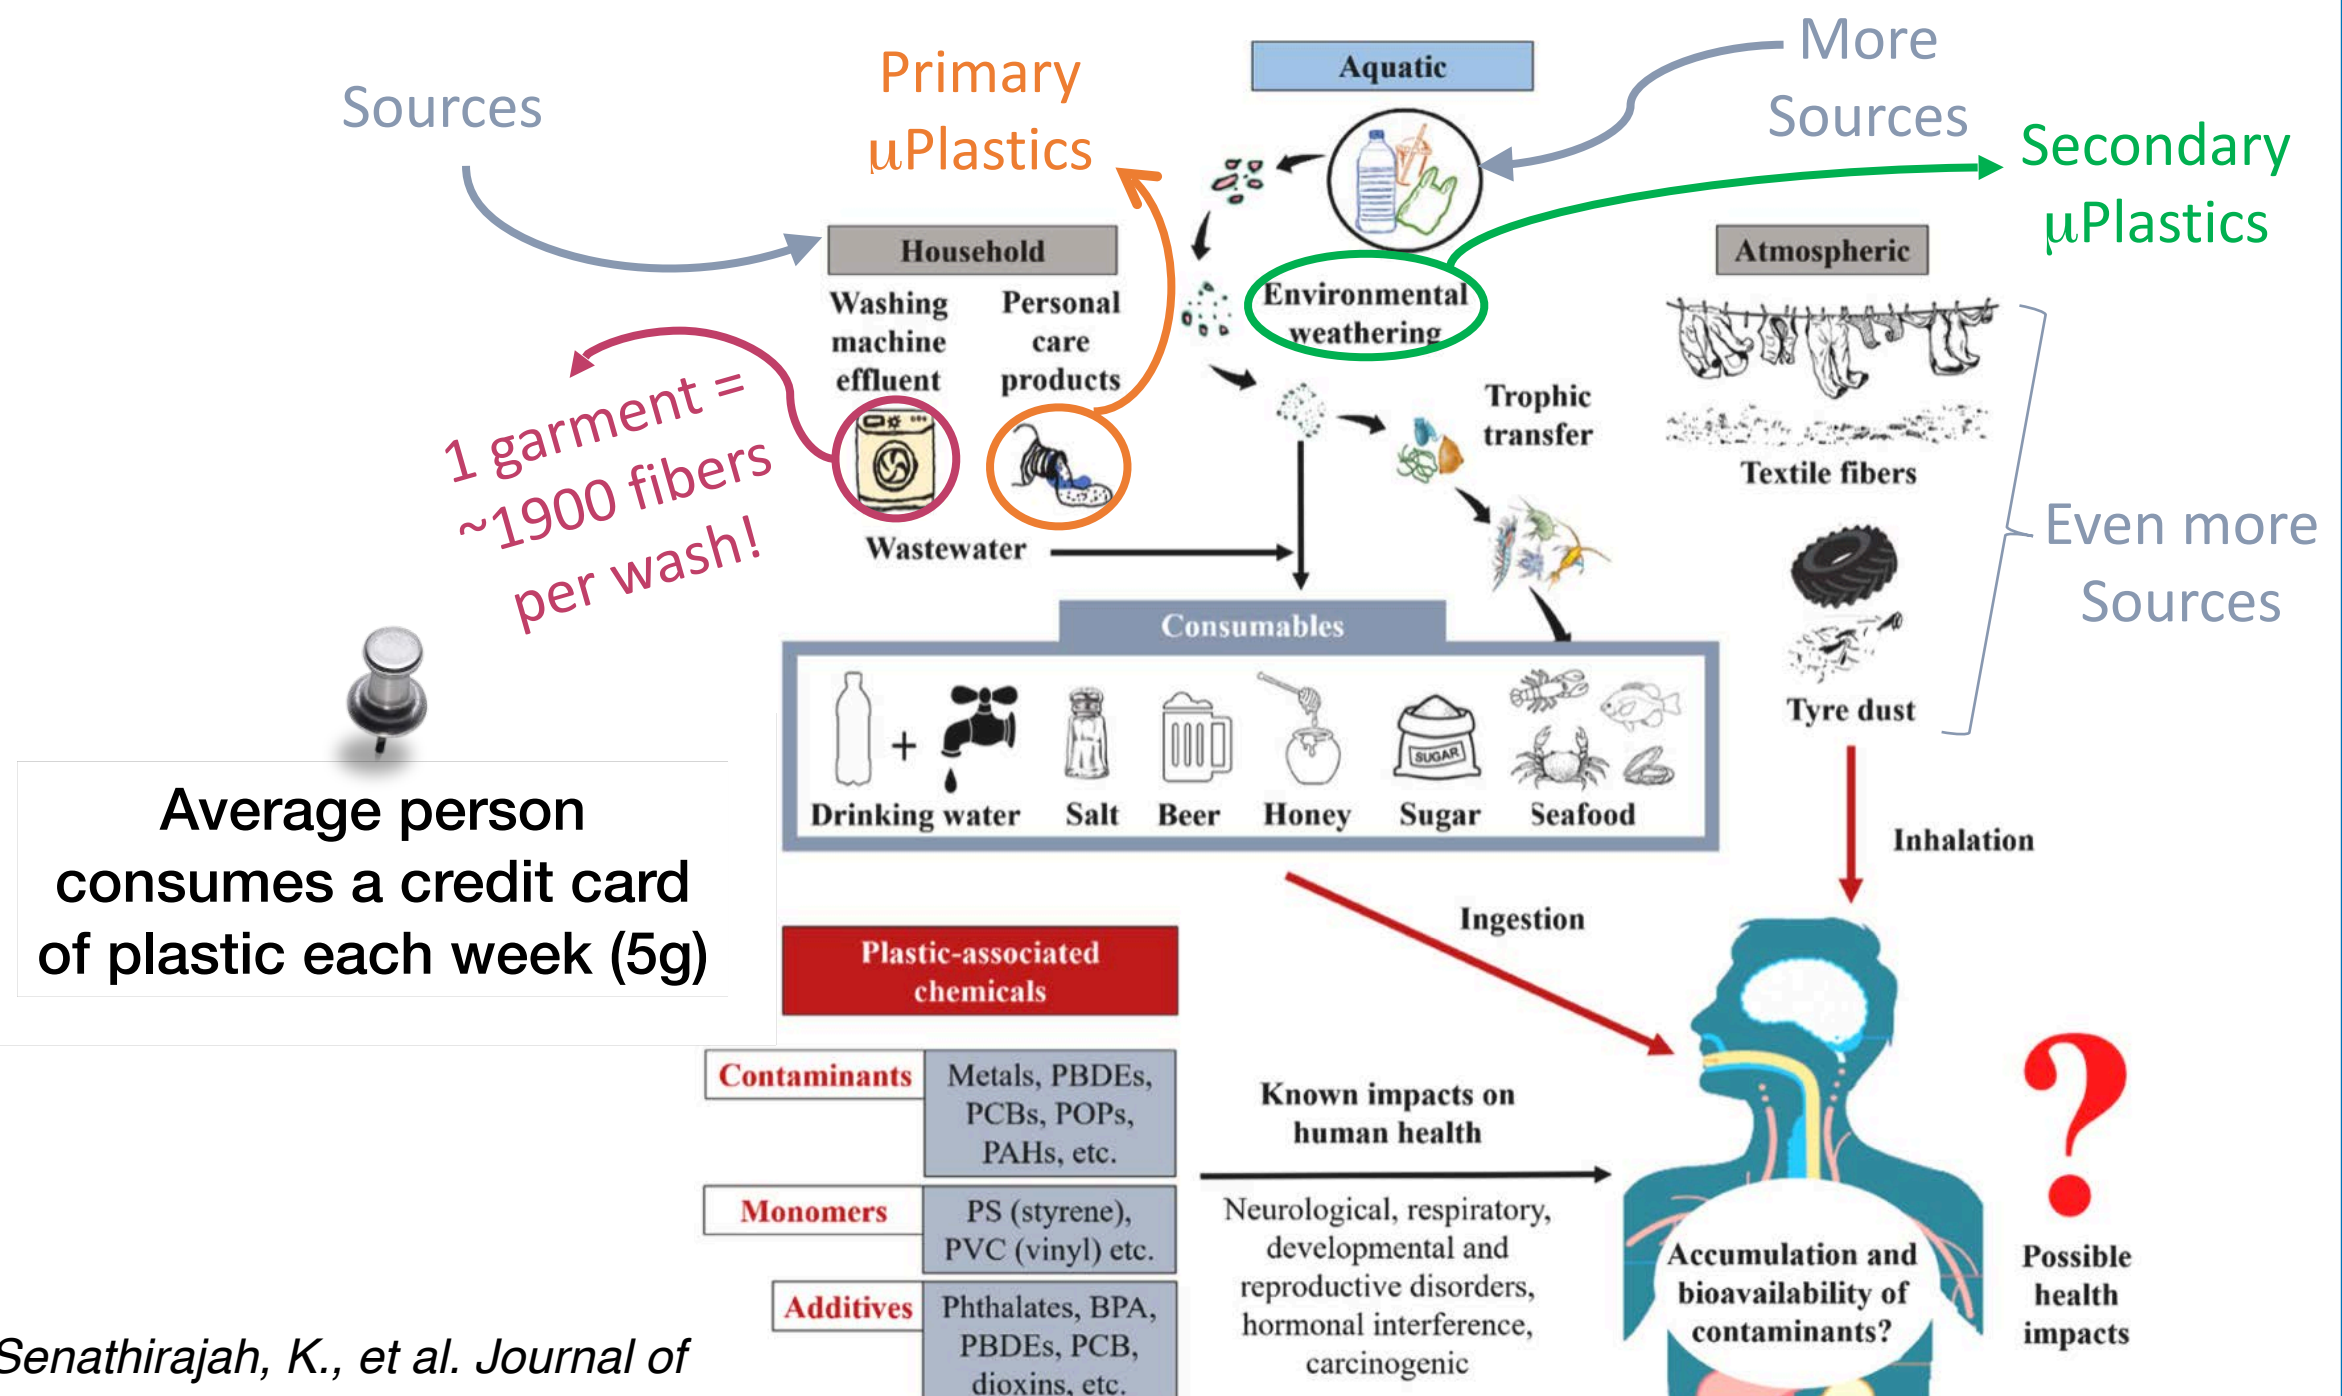 Sources
Primary
μPlastics
Aquatic
More
Sources
Secondary
μPlastics
Household
Washing
machine
effluent
Personal
care
products
Environmental
weathering
Atmospheric
1 garment =
~1900 fibers
per wash!
Trophic
transfer
Textile fibers
Wastewater
Even more
Sources
Tyre dust
Consumables
SUGAR
Drinking water
Salt
Beer
Honey
Sugar
Seafood
Average person
consumes a credit card
of plastic each week (5g)
Inhalation
Ingestion
Plastic-associated
chemicals
Contaminants
Metals, PBDEs,
PCBs, POPs,
PAHs, etc.
Monomers
PS (styrene),
PVC (vinyl) etc.
Additives
Phthalates, BPA,
PBDEs, PCB,
dioxins, etc.
Known impacts on
human health
Neurological, respiratory,
developmental and
reproductive disorders,
hormonal interference,
carcinogenic
Accumulation and
bioavailability of
contaminants?
?
Possible
health
impacts
Senathirajah, K., et al. Journal of